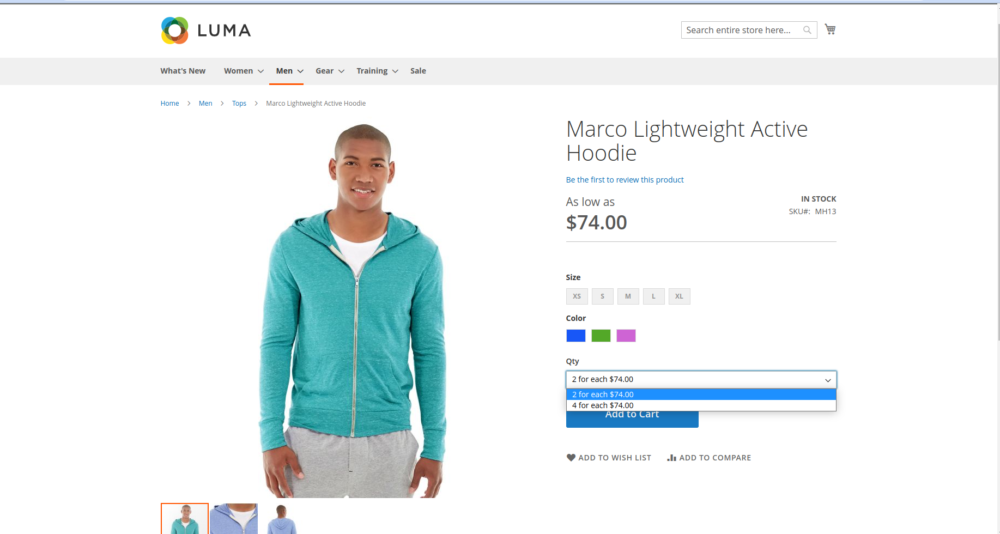 LUMA
Search entire store here...
What's New Women Men Gear Training Sale
Home Men Tops Marco Lightweight Active Hoodie
Marco Lightweight Active
Hoodie
Be the first to review this product
As low as
$74.00
IN STOCK
SKU#: MH13
Size
XS S M L XL
Color
Qty
2 for each $74.00
2 for each $74.00
4 for each $74.00
Add to Cart
ADD TO WISH LIST ADD TO COMPARE